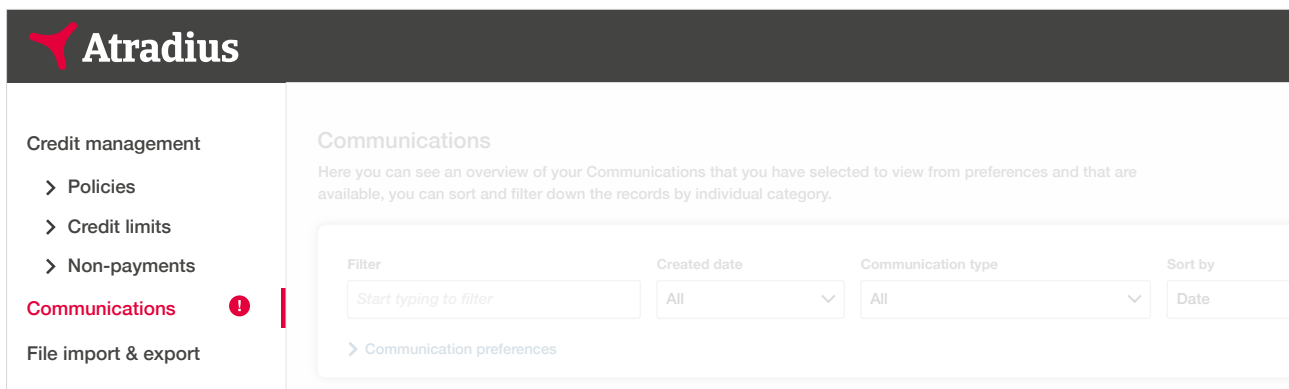 Atradius
Credit management
Policies
Credit limits
Non-payments
Communications !
File import & export
Communications
Here you can see an overview of your Communications that you have selected to view from preferences and that are
available, you can sort and filter down the records by individual category.
Filter Created date Communication type Sort by
Start typing to filter All All Date
Communication preferences